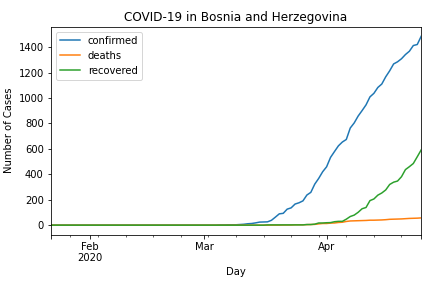 COVID-19 in Bosnia and Herzegovina
confirmed
deaths
recovered
Number of Cases
1400
1200
1000
800
600
400
200
0
Feb
2020
Mar
Apr
Day